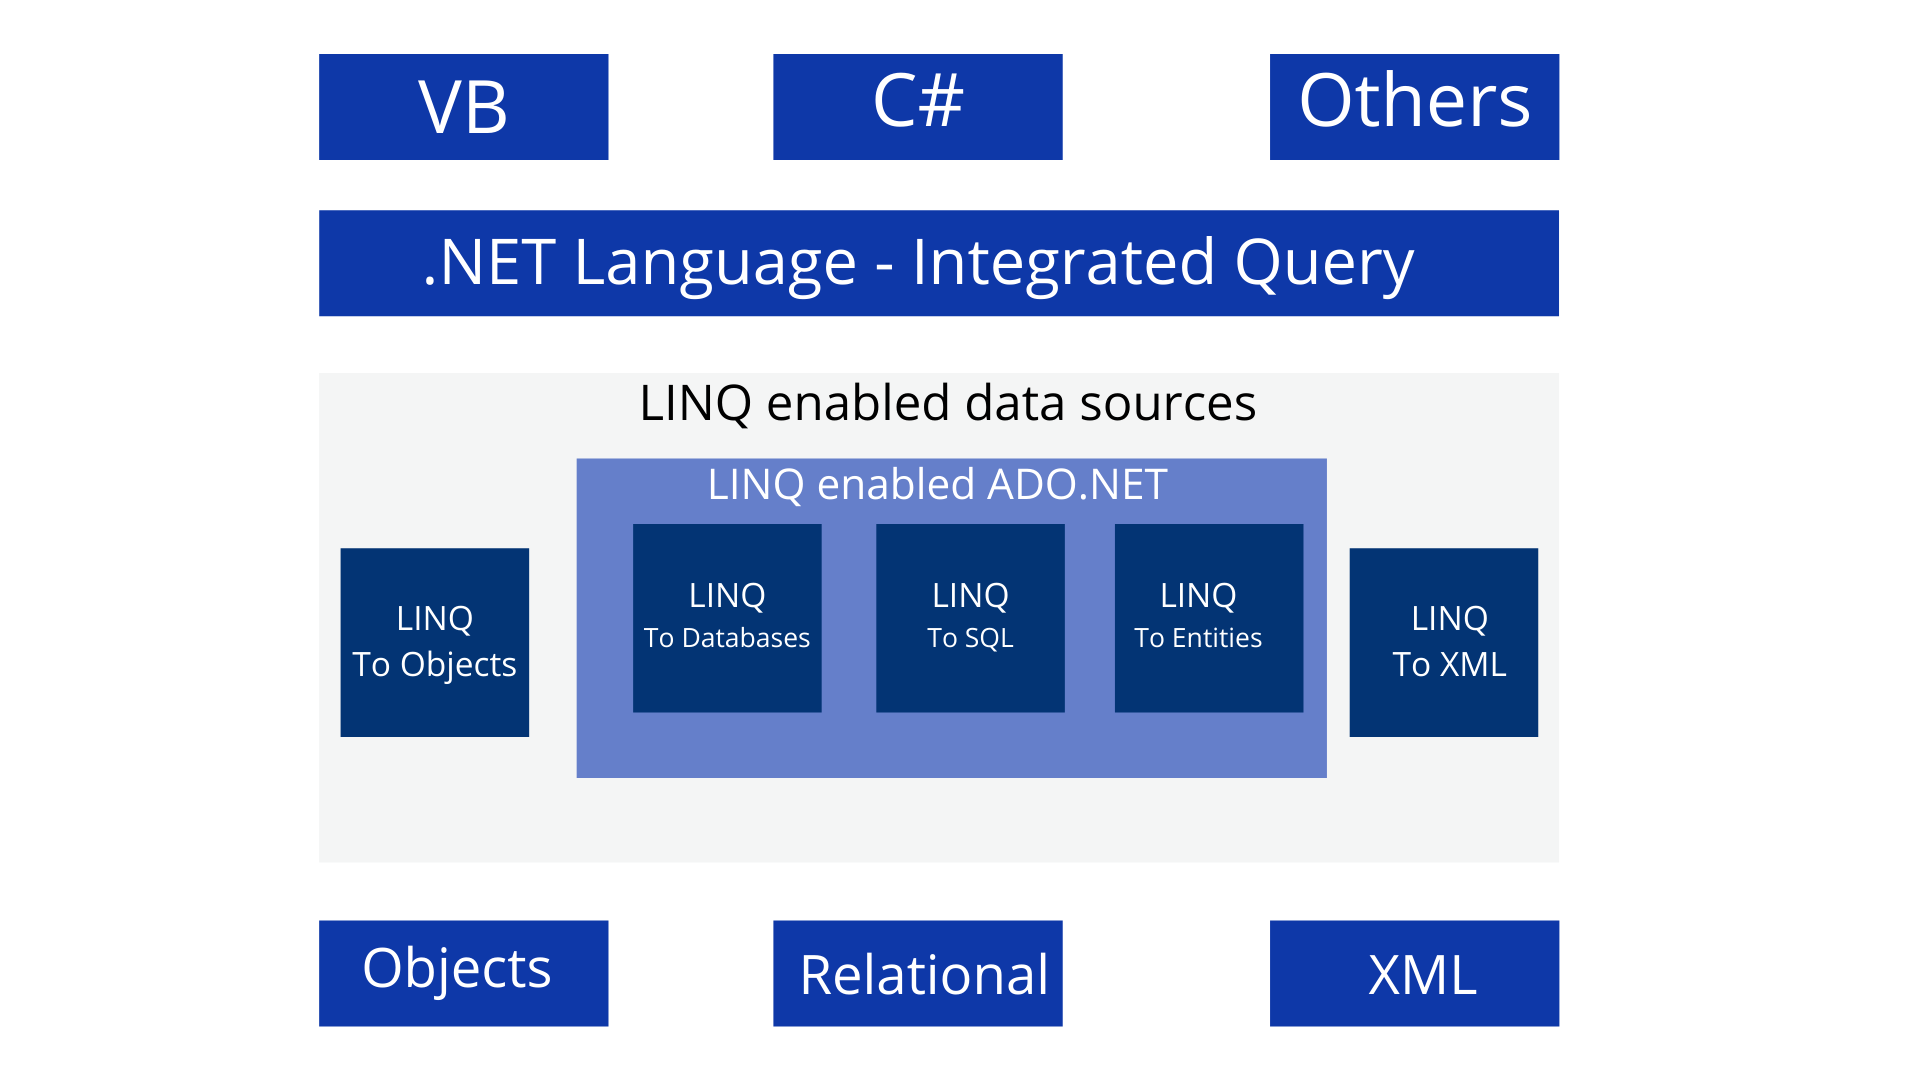 VB
C#
Others
.NET Language - Integrated Query
LINQ enabled data sources
LINQ enabled ADO.NET
LINQ
To Objects
LINQ
To Databases
LINQ
To SQL
LINQ
To Entities
LINQ
To XML
Objects
Relational
XML